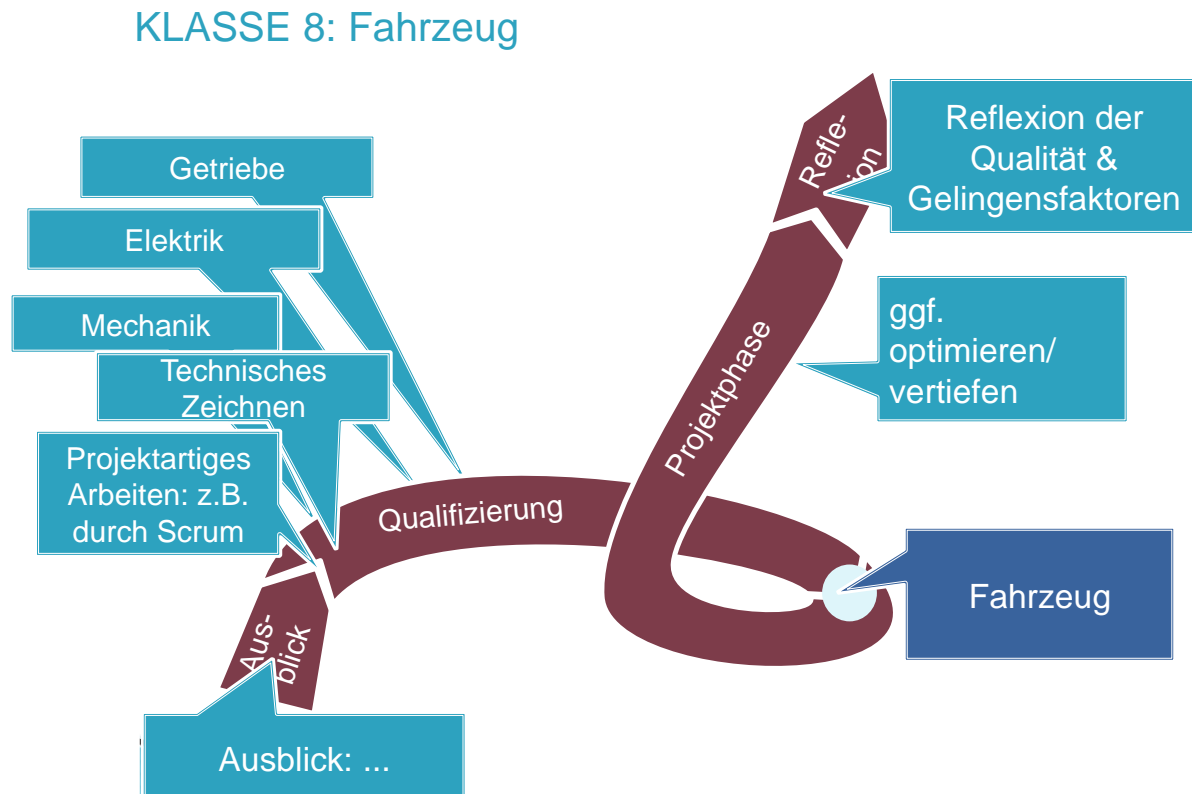 KLASSE 8: Fahrzeug
Getriebe
Elektrik
Mechanik
Technisches
Zeichnen
Projektartiges
Arbeiten: z.B.
durch Scrum
Aus-
blick
Ausblick: ...
Qualifizierung
Fahrzeug
Projektphase
ggf.
optimieren/
vertiefen
Refle-
Reflexion der
Qualität &
Gelingensfaktoren